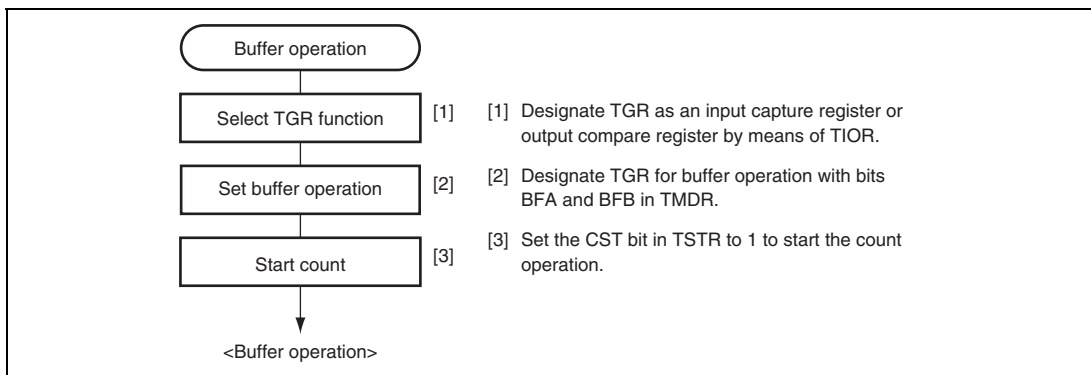 Buffer operation
Select TGR function [1]
Set buffer operation [2]
Start count [3]
<Buffer operation>
[1] Designate TGR as an input capture register or
output compare register by means of TIOR.
[2] Designate TGR for buffer operation with bits
BFA and BFB in TMDR.
[3] Set the CST bit in TSTR to 1 to start the count
operation.